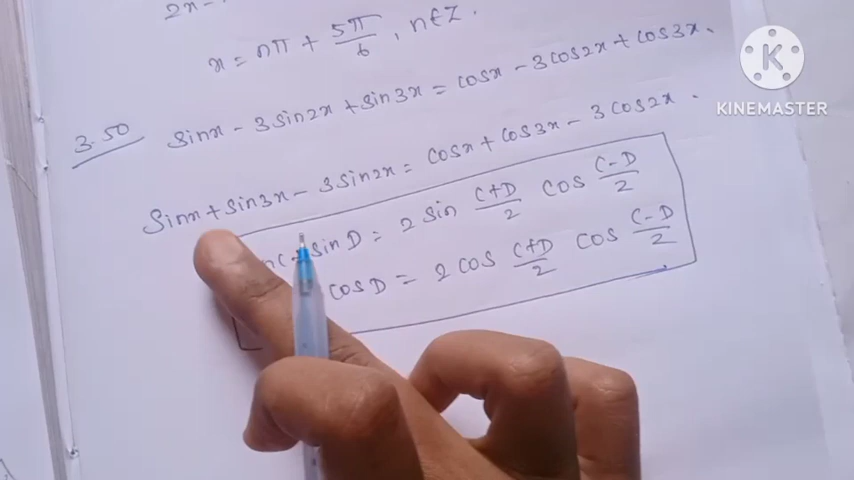 2x -
x = nπ + 5π/6 , n∈Z.
3.50 sinx - 3sin2x + sin3x = cosx - 3cos2x + cos3x.
sinx + sin3x - 3sin2x = cosx + cos3x - 3cos2x.
sin D = 2 sin C+D/2 cos C-D/2
cos D = 2 cos C+D/2 cos C-D/2
K
KINEMASTER